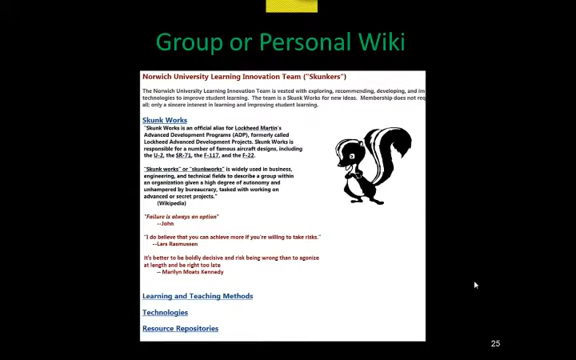 Group or Personal Wiki
Norwich University Learning Innovation Team ("Skunkers")
The Norwich University Learning Innovation Team is vested with exploring, recommending, developing, and im
technologies to improve student learning. The team is a Skunk Works for new ideas. Membership does not req
all; only a sincere interest in learning and improving student learning.
Skunk Works
"Skunk Works is an official alias for Lockheed Martin's
Advanced Development Programs (ADP), formerly called
Lockheed Advanced Development Projects. Skunk Works is
responsible for a number of famous aircraft designs, including
the U-2, the SR-71, the F-117, and the F-22.
"Skunk works" or "skunkworks" is widely used in business,
engineering, and technical fields to describe a group within
an organization given a high degree of autonomy and
unhampered by bureaucracy, tasked with working on
advanced or secret projects."
(Wikipedia)
"Failure is always an option"
—John
"I do believe that you can achieve more if you're willing to take risks."
—Lars Rasmussen
It's better to be boldly decisive and risk being wrong than to agonize
at length and be right too late
— Marilyn Moats Kennedy
Learning and Teaching Methods
Technologies
Resource Repositories
25